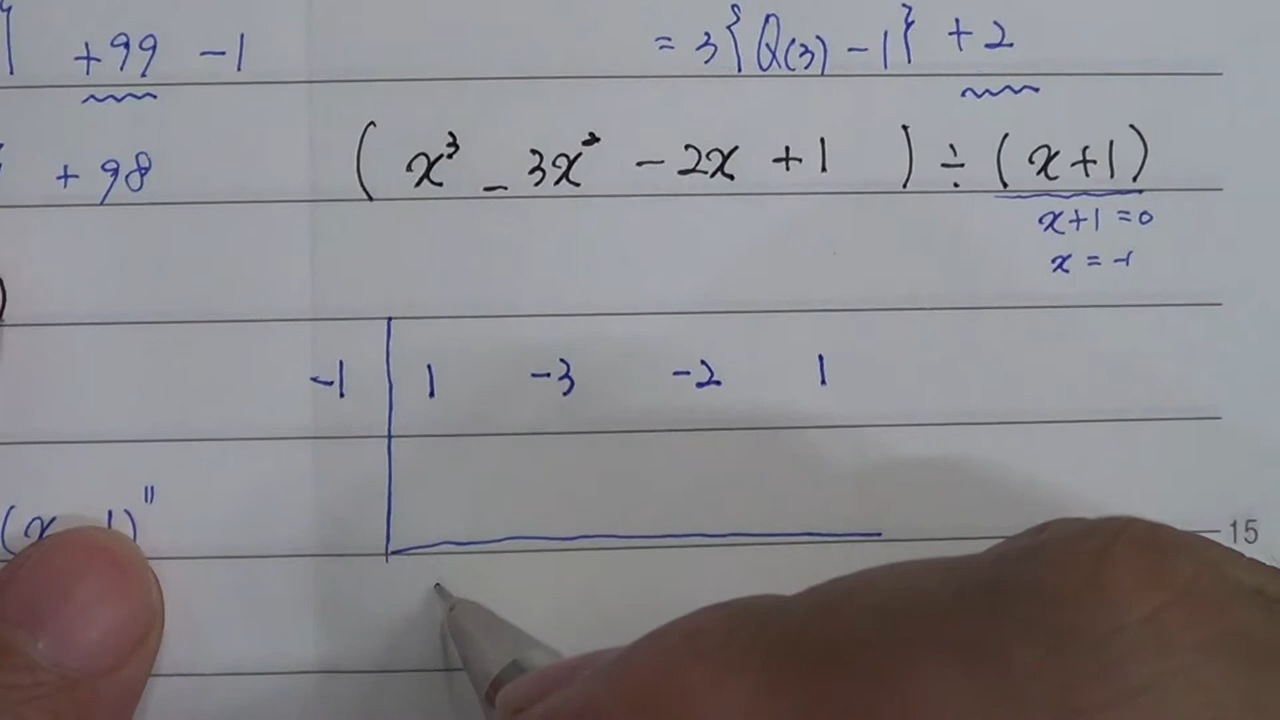 +99 -1
= 3{Q(3) - 1} + 2
+98
( x³ - 3x² - 2x + 1 ) ÷ (x+1)
x+1 = 0
x = -1
-1 1 -3 -2 1
15